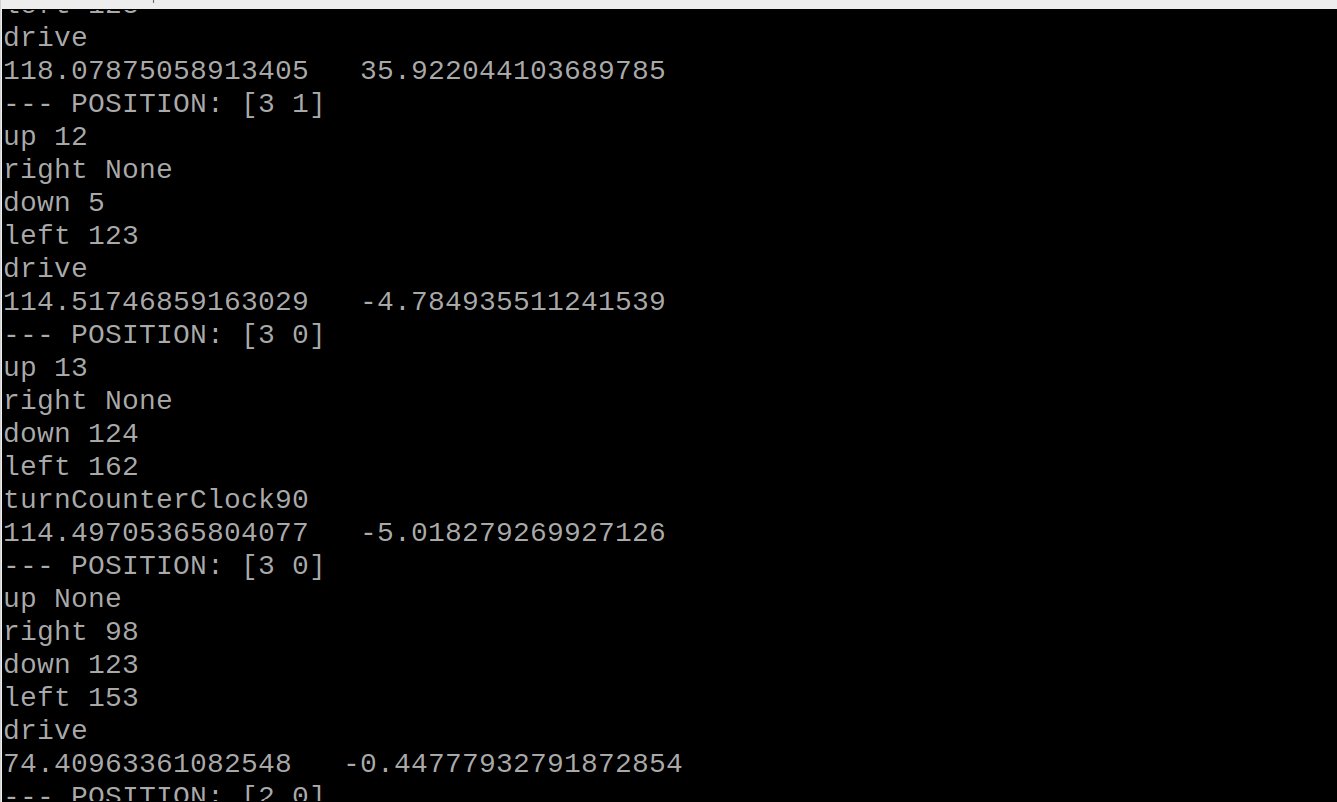 left 123
drive
118.07875058913405   35.922044103689785
--- POSITION: [3 1]
up 12
right None
down 5
left 123
drive
114.51746859163029   -4.784935511241539
--- POSITION: [3 0]
up 13
right None
down 124
left 162
turnCounterClock90
114.49705365804077   -5.018279269927126
--- POSITION: [3 0]
up None
right 98
down 123
left 153
drive
74.40963361082548   -0.44777932791872854
--- POSITION: [2 0]